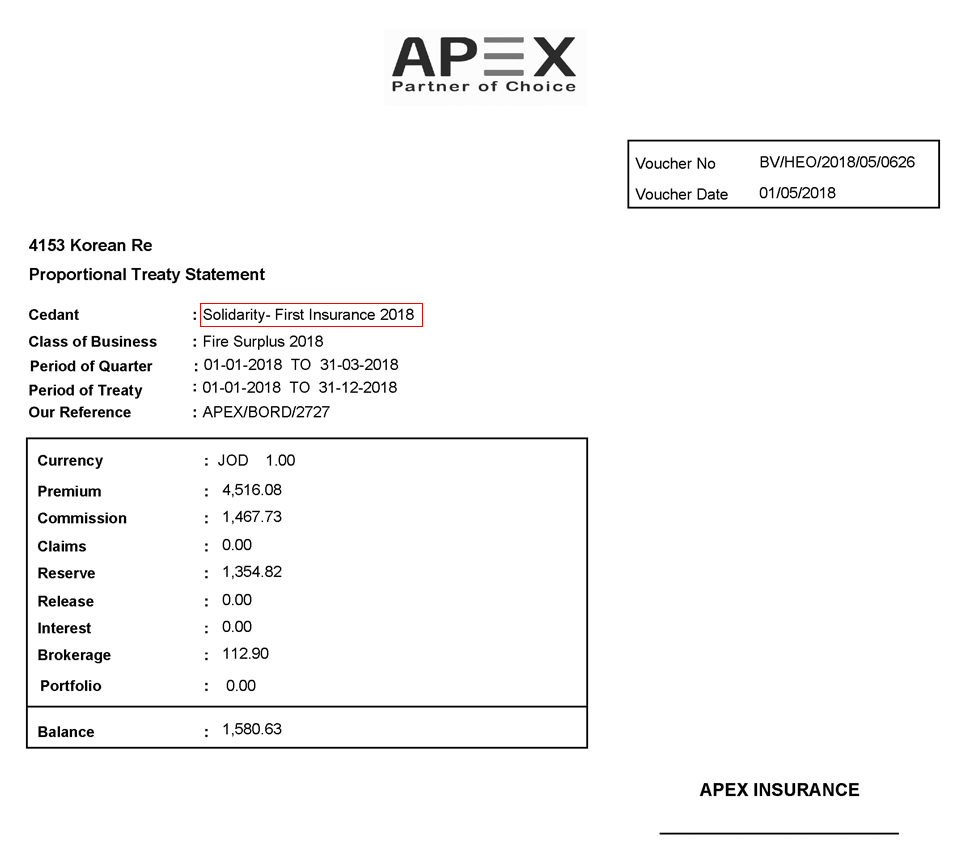 APEX
Partner of Choice
Voucher No BV/HEO/2018/05/0626
Voucher Date 01/05/2018
4153 Korean Re
Proportional Treaty Statement
Cedant : Solidarity- First Insurance 2018
Class of Business : Fire Surplus 2018
Period of Quarter : 01-01-2018 TO 31-03-2018
Period of Treaty : 01-01-2018 TO 31-12-2018
Our Reference : APEX/BORD/2727
Currency : JOD 1.00
Premium : 4,516.08
Commission : 1,467.73
Claims : 0.00
Reserve : 1,354.82
Release : 0.00
Interest : 0.00
Brokerage : 112.90
Portfolio : 0.00
Balance : 1,580.63
APEX INSURANCE